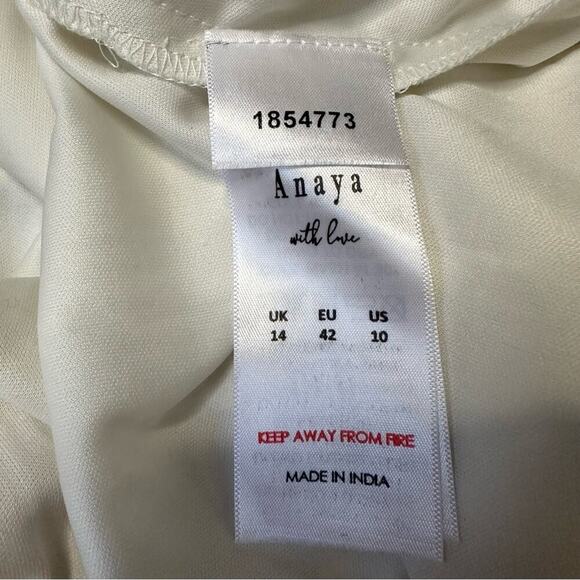 1854773
Anaya
with love
UK EU US
14 42 10
KEEP AWAY FROM FIRE
MADE IN INDIA